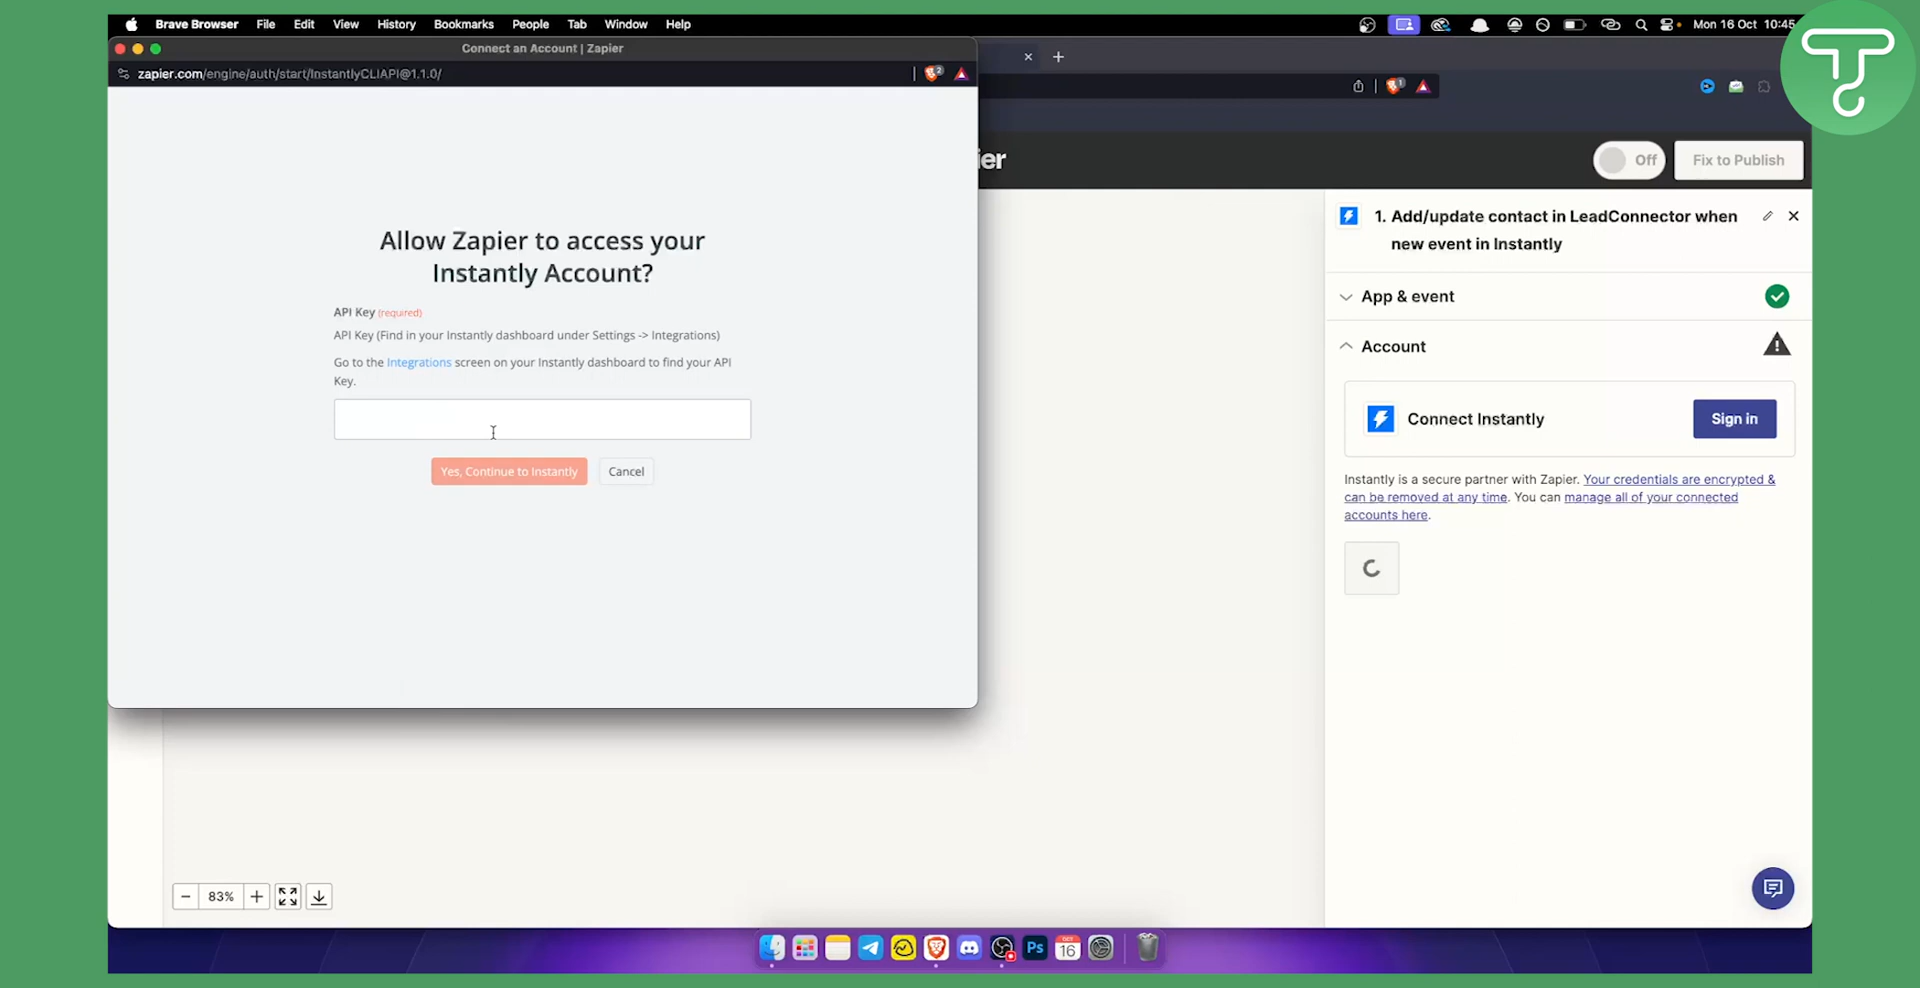 Brave Browser File Edit View History Bookmarks People Tab Window Help
Mon 16 Oct 10:45
Connect an Account | Zapier
zapier.com/engine/auth/start/InstantlyCLIAPI@1.1.0/
2
1
ier
Off
Fix to Publish
Allow Zapier to access your
Instantly Account?
API Key (required)
API Key (Find in your Instantly dashboard under Settings -> Integrations)
Go to the Integrations screen on your Instantly dashboard to find your API
Key.
Yes, Continue to Instantly
Cancel
1. Add/update contact in LeadConnector when
new event in Instantly
App & event
Account
Connect Instantly
Sign in
Instantly is a secure partner with Zapier. Your credentials are encrypted &
can be removed at any time. You can manage all of your connected
accounts here.
83%
Ps
OCT
16